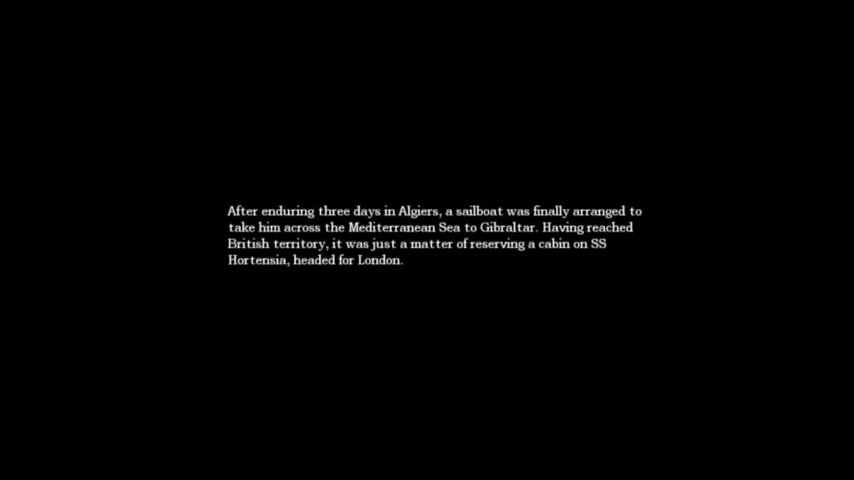 After enduring three days in Algiers, a sailboat was finally arranged to
take him across the Mediterranean Sea to Gibraltar. Having reached
British territory, it was just a matter of reserving a cabin on SS
Hortensia, headed for London.